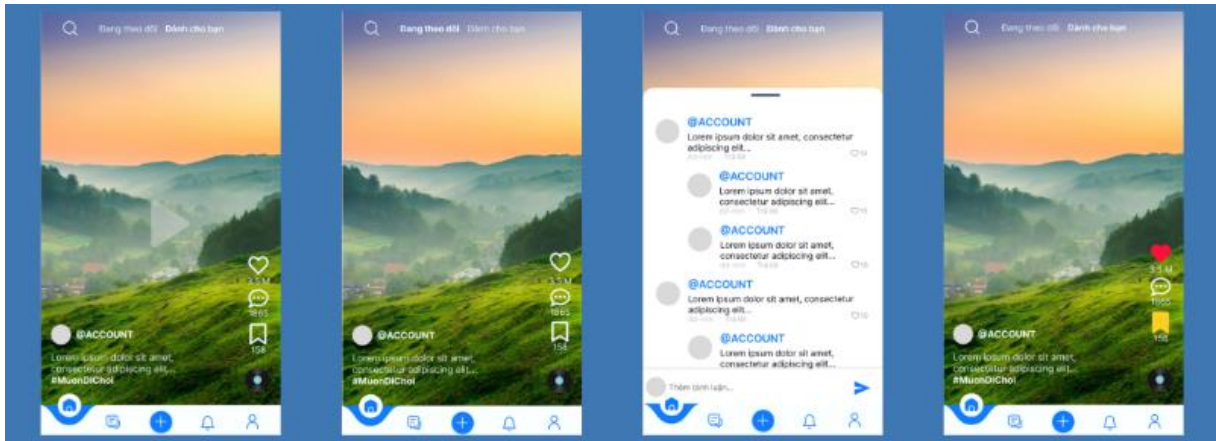 Đang theo dõi Dành cho bạn
3.5 M
1865
158
@ACCOUNT
Lorem ipsum dolor sit amet,
consectetur adipiscing elit...
#MuonDiChoi
Đang theo dõi Dành cho bạn
3.5 M
1865
158
@ACCOUNT
Lorem ipsum dolor sit amet,
consectetur adipiscing elit...
#MuonDiChoi
Đang theo dõi Dành cho bạn
@ACCOUNT
Lorem ipsum dolor sit amet, consectetur
adipiscing elit...
@ACCOUNT
Lorem ipsum dolor sit amet,
consectetur adipiscing elit...
@ACCOUNT
Lorem ipsum dolor sit amet,
consectetur adipiscing elit...
@ACCOUNT
Lorem ipsum dolor sit amet, consectetur
adipiscing elit...
@ACCOUNT
Lorem ipsum dolor sit amet,
consectetur adipiscing elit...
Thêm bình luận...
Đang theo dõi Dành cho bạn
3.5 M
1865
158
@ACCOUNT
Lorem ipsum dolor sit amet,
consectetur adipiscing elit...
#MuonDiChoi